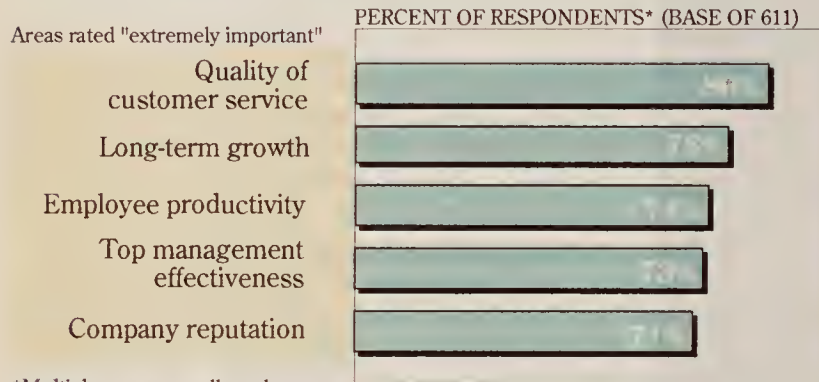 PERCENT OF RESPONDENTS* (BASE OF 611)
Areas rated "extremely important"
Quality of
customer service
Long-term growth
78%
Employee productivity
Top management
effectiveness
Company reputation